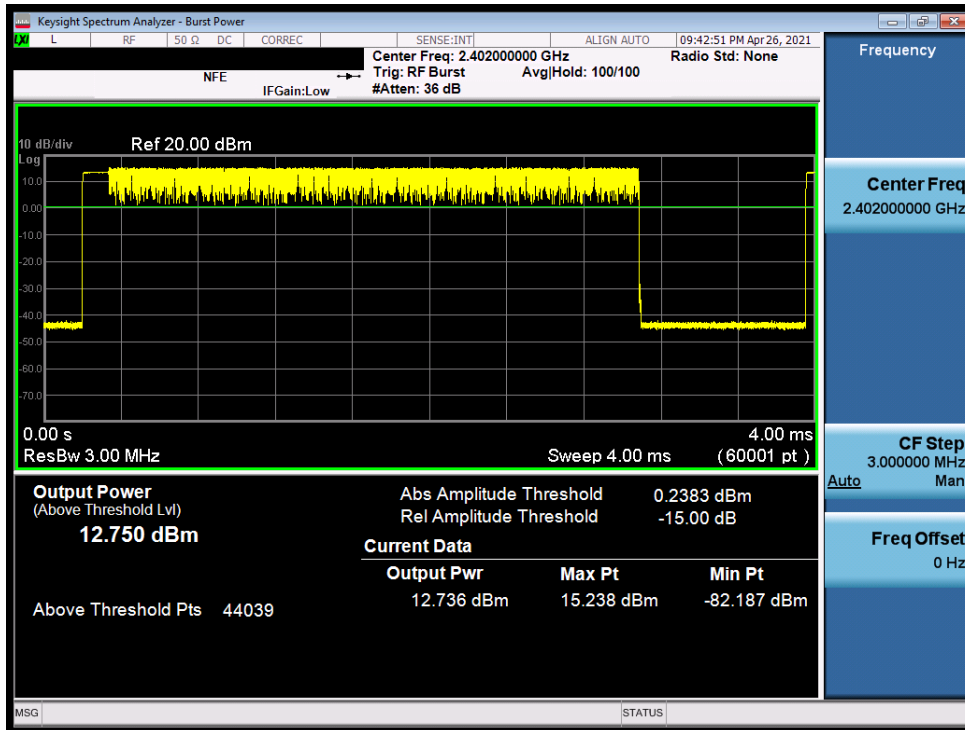 Keysight Spectrum Analyzer - Burst Power
LXI L RF 50 Ω DC CORREC SENSE:INT ALIGN AUTO 09:42:51 PM Apr 26, 2021
Center Freq: 2.402000000 GHz Radio Std: None
NFE Trig: RF Burst Avg|Hold: 100/100
IFGain:Low #Atten: 36 dB
Frequency
10 dB/div Ref 20.00 dBm
Log
10.0
0.00
-10.0
-20.0
-30.0
-40.0
-50.0
-60.0
-70.0
0.00 s 4.00 ms
ResBw 3.00 MHz Sweep 4.00 ms (60001 pt)
Center Freq
2.402000000 GHz
CF Step
3.000000 MHz
Auto Man
Freq Offset
0 Hz
Output Power
(Above Threshold Lvl)
12.750 dBm
Above Threshold Pts 44039
Abs Amplitude Threshold 0.2383 dBm
Rel Amplitude Threshold -15.00 dB
Current Data
Output Pwr Max Pt Min Pt
12.736 dBm 15.238 dBm -82.187 dBm
MSG STATUS